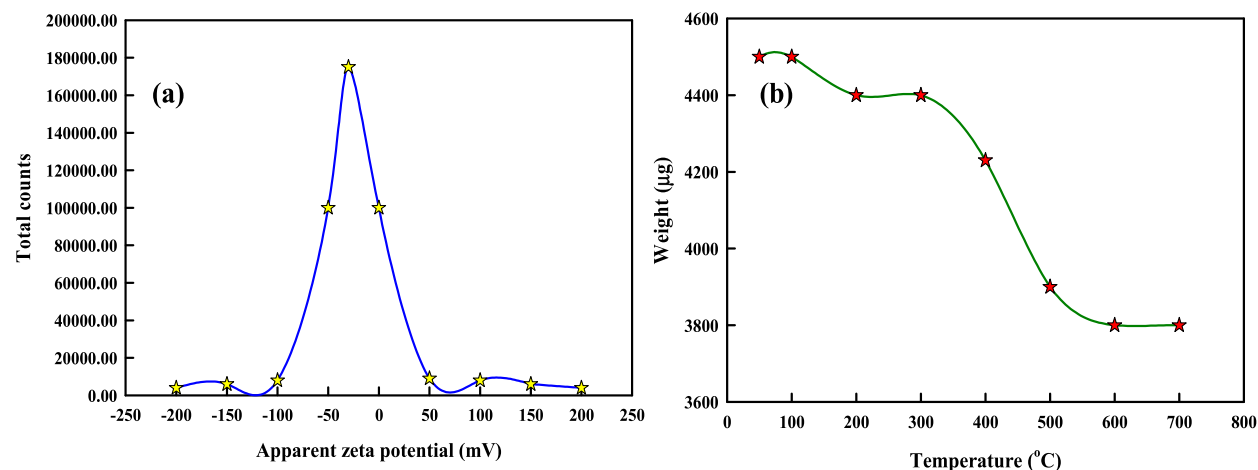 200000.00
180000.00
160000.00
140000.00
120000.00
100000.00
80000.00
60000.00
40000.00
20000.00
0.00
Total counts
(a)
-250 -200 -150 -100 -50 0 50 100 150 200 250
Apparent zeta potential (mV)
4600
4400
4200
4000
3800
3600
Weight (μg)
(b)
0 100 200 300 400 500 600 700 800
Temperature (°C)